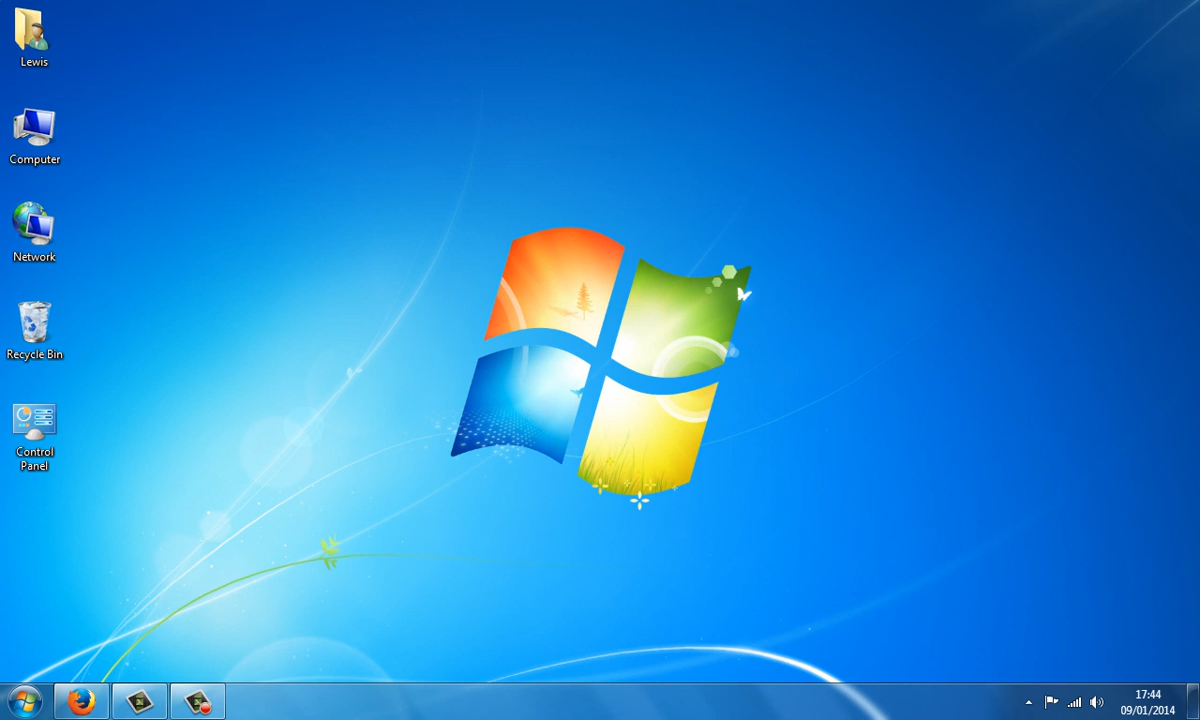 Lewis
Computer
Network
Recycle Bin
Control
Panel
17:44
09/01/2014